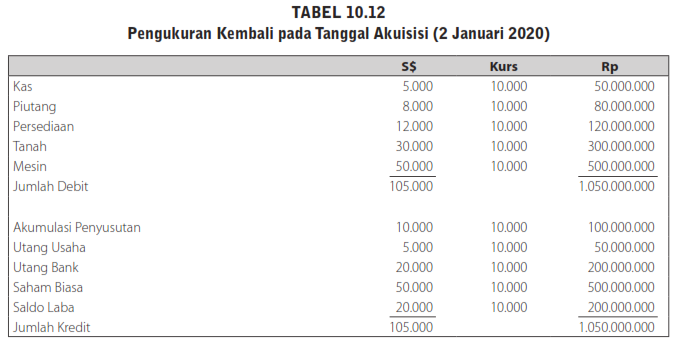 TABEL 10.12
Pengukuran Kembali pada Tanggal Akuisisi (2 Januari 2020)
S$ Kurs Rp
Kas 5.000 10.000 50.000.000
Piutang 8.000 10.000 80.000.000
Persediaan 12.000 10.000 120.000.000
Tanah 30.000 10.000 300.000.000
Mesin 50.000 10.000 500.000.000
Jumlah Debit 105.000 1.050.000.000
Akumulasi Penyusutan 10.000 10.000 100.000.000
Utang Usaha 5.000 10.000 50.000.000
Utang Bank 20.000 10.000 200.000.000
Saham Biasa 50.000 10.000 500.000.000
Saldo Laba 20.000 10.000 200.000.000
Jumlah Kredit 105.000 1.050.000.000